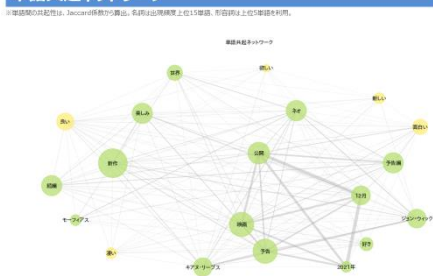 ※単語間の共起性は、Jaccard係数から算出。名詞は出現頻度上位15単語、形容詞は上位5単語を利用。
単語共起ネットワーク
世界
嬉しい
新しい
楽しみ
ネオ
良い
面白い
公開
新作
予告編
続編
12月
モーフィアス
映画
ジョン・ウィック
好き
凄い
予告
キアヌ・リーブス
2021年